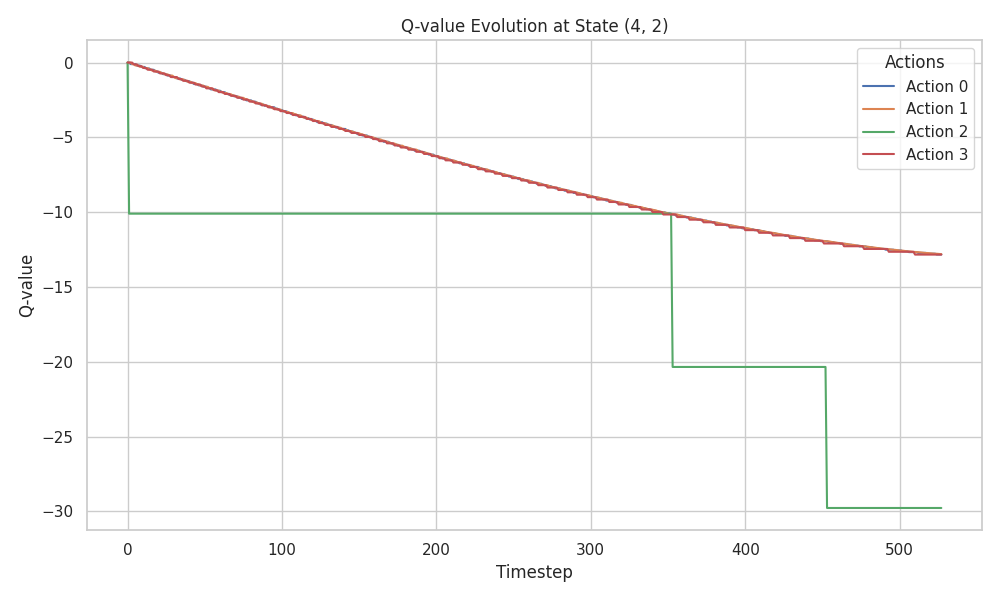 Q-value Evolution at State (4, 2)
Actions
Action 0
Action 1
Action 2
Action 3
Q-value
0
−5
−10
−15
−20
−25
−30
0 100 200 300 400 500
Timestep